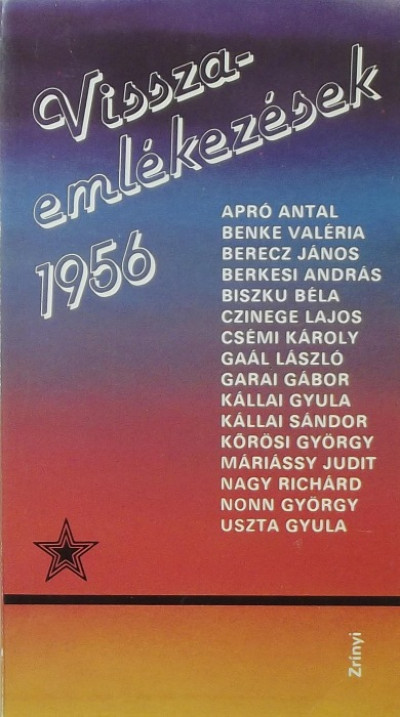 Vissza-
emlékezések
1956
APRÓ ANTAL
BENKE VALÉRIA
BERECZ JÁNOS
BERKESI ANDRÁS
BISZKU BÉLA
CZINEGE LAJOS
CSÉMI KÁROLY
GAÁL LÁSZLÓ
GARAI GÁBOR
KÁLLAI GYULA
KÁLLAI SÁNDOR
KŐRÖSI GYÖRGY
MÁRIÁSSY JUDIT
NAGY RICHÁRD
NONN GYÖRGY
USZTA GYULA
Zrínyi